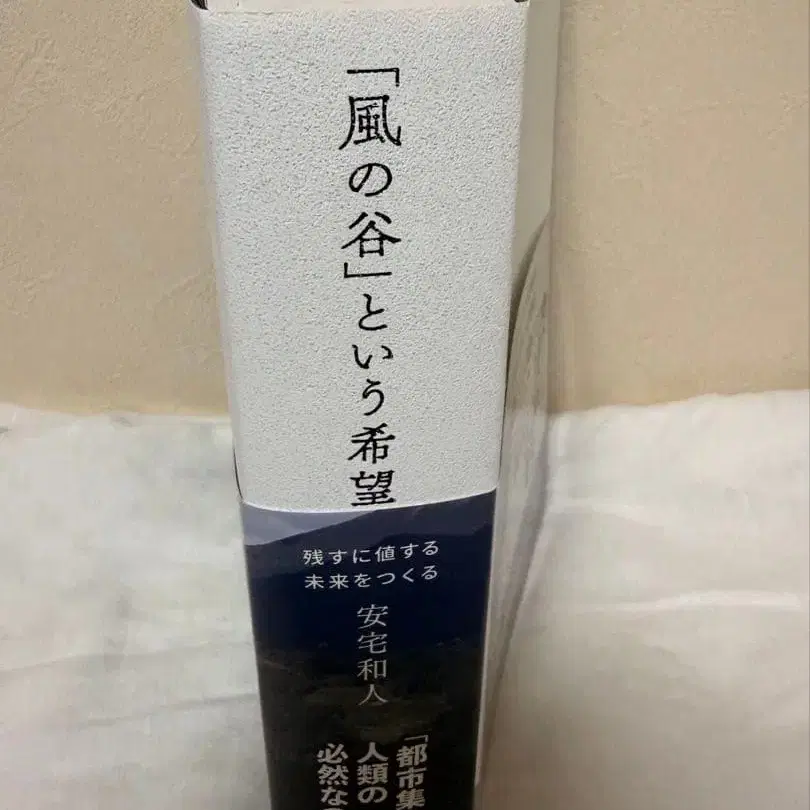 「風の谷」という希望
残すに値する
未来をつくる
安宅和人
「都市集
人類の
必然な